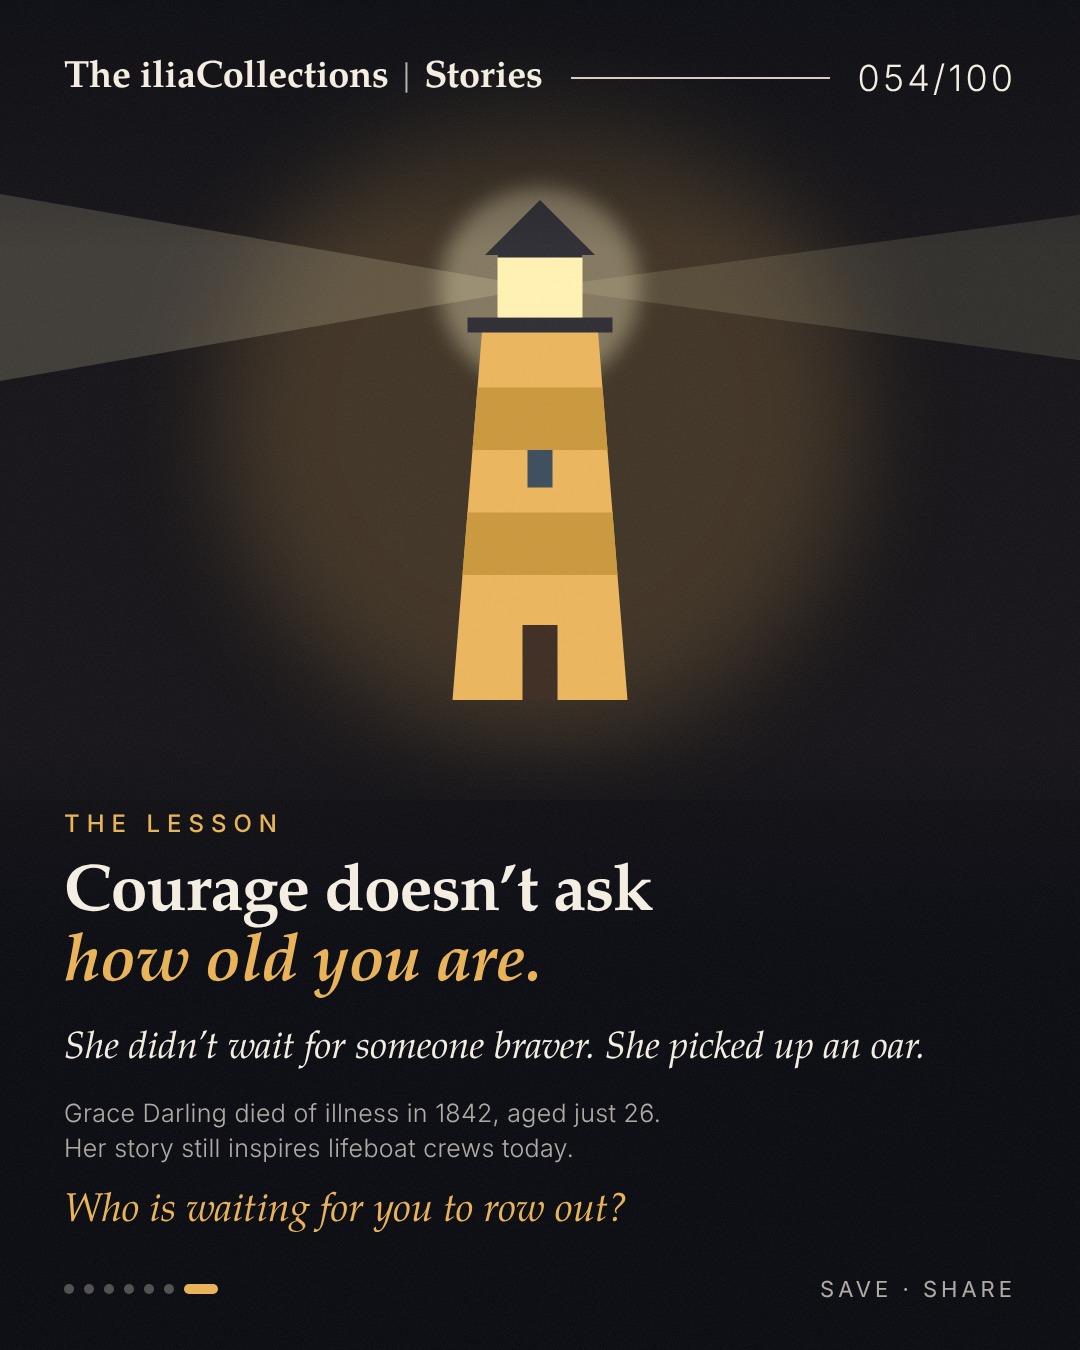 The iliaCollections | Stories 054/100
THE LESSON
Courage doesn’t ask
how old you are.
She didn’t wait for someone braver. She picked up an oar.
Grace Darling died of illness in 1842, aged just 26.
Her story still inspires lifeboat crews today.
Who is waiting for you to row out?
SAVE · SHARE